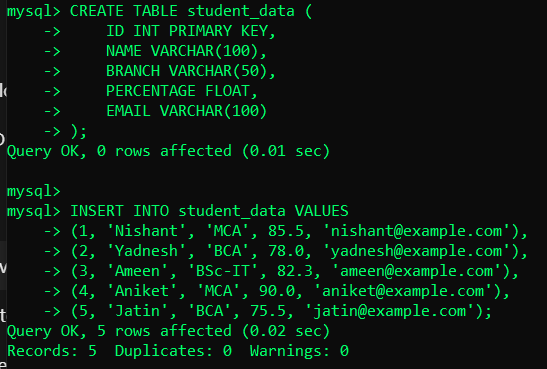 mysql> CREATE TABLE student_data (
    ->     ID INT PRIMARY KEY,
    ->     NAME VARCHAR(100),
    ->     BRANCH VARCHAR(50),
    ->     PERCENTAGE FLOAT,
    ->     EMAIL VARCHAR(100)
    -> );
Query OK, 0 rows affected (0.01 sec)

mysql>
mysql> INSERT INTO student_data VALUES
    -> (1, 'Nishant', 'MCA', 85.5, 'nishant@example.com'),
    -> (2, 'Yadnesh', 'BCA', 78.0, 'yadnesh@example.com'),
    -> (3, 'Ameen', 'BSc-IT', 82.3, 'ameen@example.com'),
    -> (4, 'Aniket', 'MCA', 90.0, 'aniket@example.com'),
    -> (5, 'Jatin', 'BCA', 75.5, 'jatin@example.com');
Query OK, 5 rows affected (0.02 sec)
Records: 5  Duplicates: 0  Warnings: 0